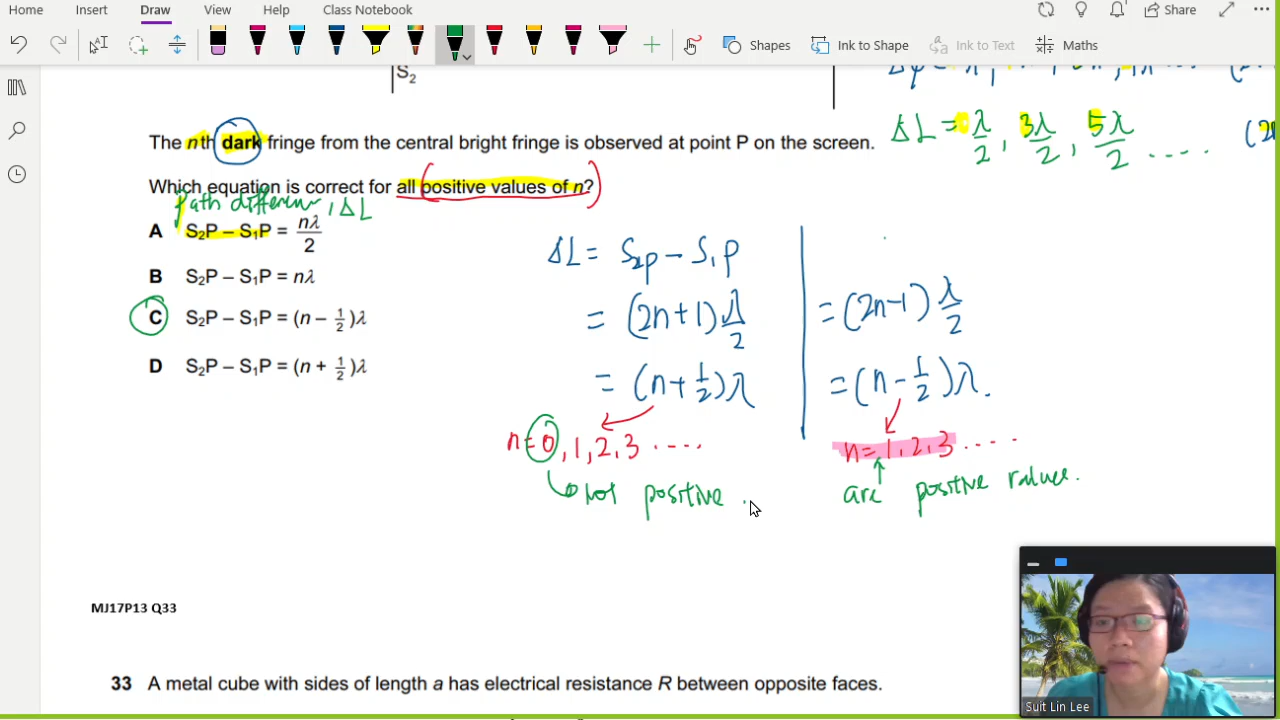 Home Insert Draw View Help Class Notebook Share
Shapes Ink to Shape Ink to Text Maths
S₂
ΔL = λ/2, 3λ/2, 5λ/2 ....
The nth dark fringe from the central bright fringe is observed at point P on the screen.
Which equation is correct for all positive values of n?
path differen , ΔL
A S₂P – S₁P = nλ/2
B S₂P – S₁P = nλ
C S₂P – S₁P = (n – ½)λ
D S₂P – S₁P = (n + ½)λ
ΔL = S₂P – S₁P
= (2n+1) λ/2
= (n+½)λ
n = 0, 1, 2, 3 ....
not positive .
= (2n-1) λ/2
= (n-½)λ.
n = 1, 2, 3 ....
are positive values.
MJ17P13 Q33
33 A metal cube with sides of length a has electrical resistance R between opposite faces.
Suit Lin Lee